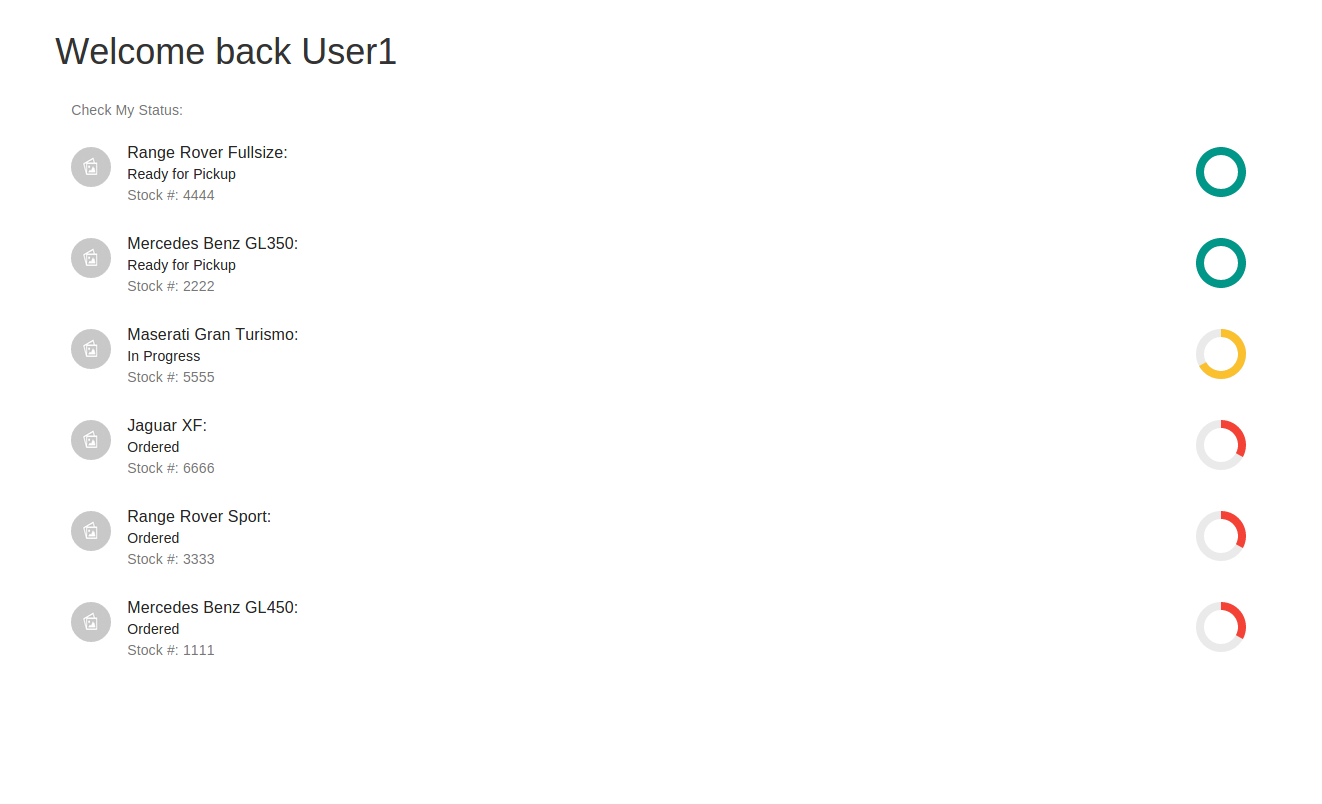 Welcome back User1
Check My Status:
Range Rover Fullsize:
Ready for Pickup
Stock #: 4444
Mercedes Benz GL350:
Ready for Pickup
Stock #: 2222
Maserati Gran Turismo:
In Progress
Stock #: 5555
Jaguar XF:
Ordered
Stock #: 6666
Range Rover Sport:
Ordered
Stock #: 3333
Mercedes Benz GL450:
Ordered
Stock #: 1111